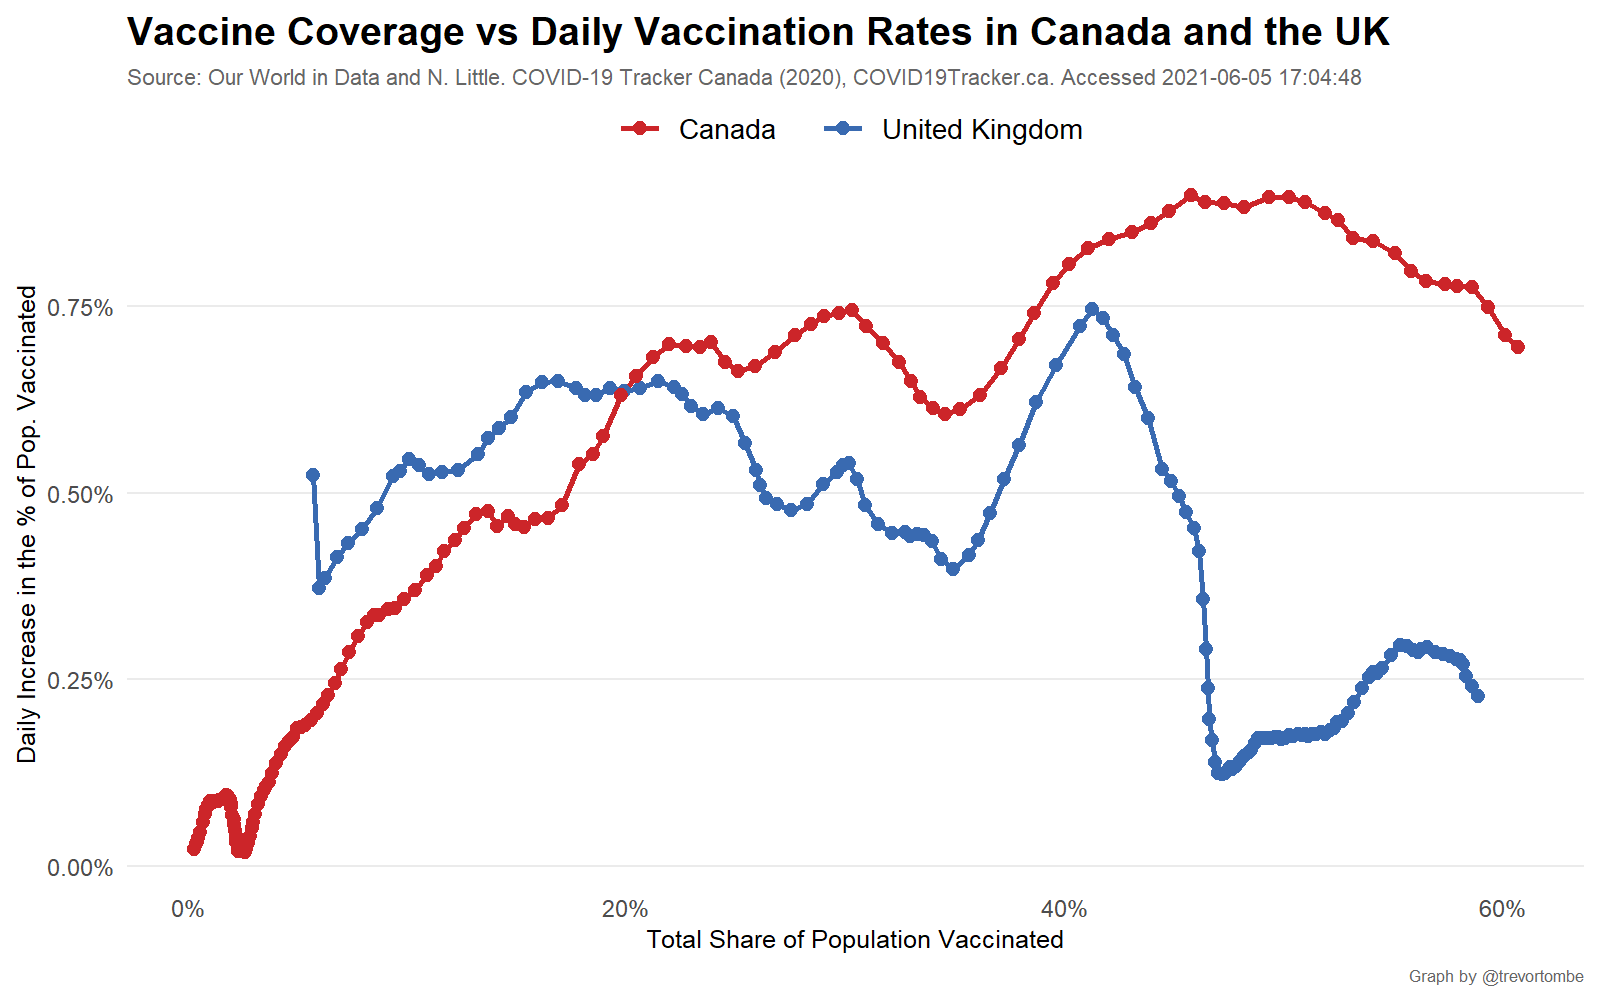 Vaccine Coverage vs Daily Vaccination Rates in Canada and the UK
Source: Our World in Data and N. Little. COVID-19 Tracker Canada (2020), COVID19Tracker.ca. Accessed 2021-06-05 17:04:48
Canada
United Kingdom
Daily Increase in the % of Pop. Vaccinated
0.75%
0.50%
0.25%
0.00%
0%
20%
40%
60%
Total Share of Population Vaccinated
Graph by @trevortombe